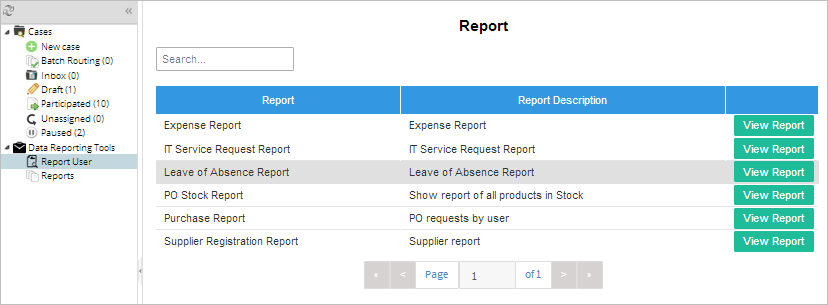 «
Cases
New case
Batch Routing (0)
Inbox (0)
Draft (1)
Participated (10)
Unassigned (0)
Paused (2)
Data Reporting Tools
Report User
Reports
Report
Search...
Report Report Description
Expense Report Expense Report View Report
IT Service Request Report IT Service Request Report View Report
Leave of Absence Report Leave of Absence Report View Report
PO Stock Report Show report of all products in Stock View Report
Purchase Report PO requests by user View Report
Supplier Registration Report Supplier report View Report
« < Page 1 of 1 > »